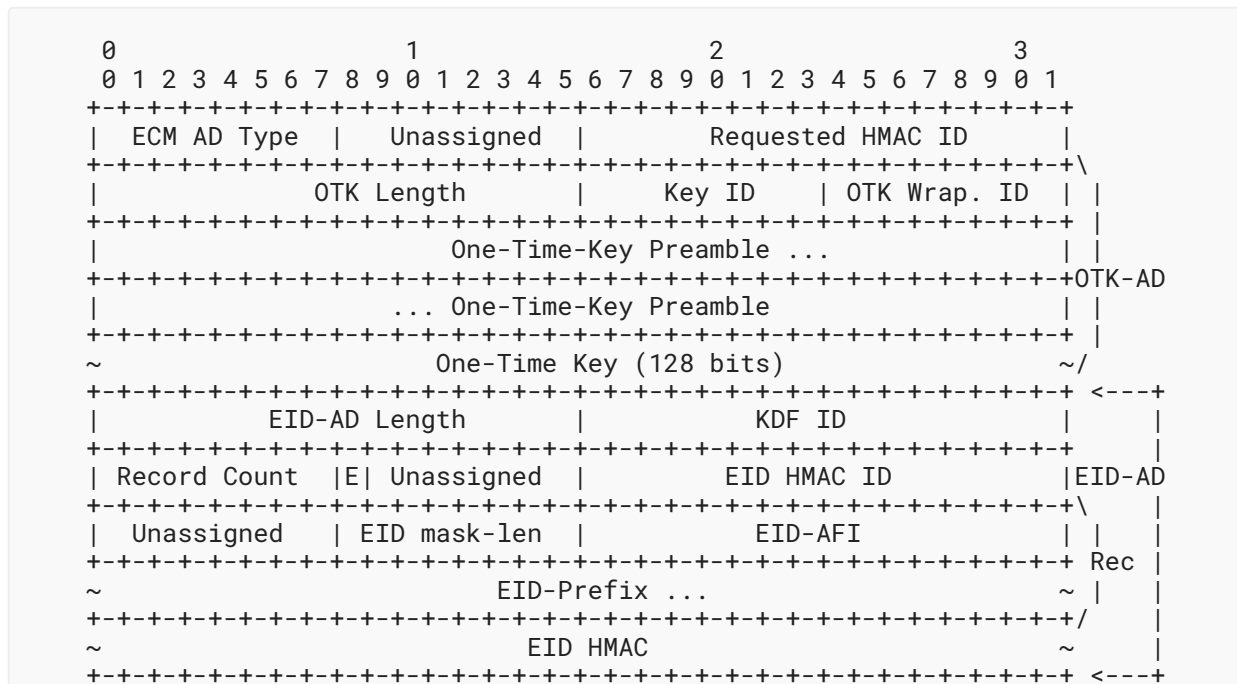 0                   1                   2                   3
 0 1 2 3 4 5 6 7 8 9 0 1 2 3 4 5 6 7 8 9 0 1 2 3 4 5 6 7 8 9 0 1
+-+-+-+-+-+-+-+-+-+-+-+-+-+-+-+-+-+-+-+-+-+-+-+-+-+-+-+-+-+-+-+-+
|  ECM AD Type  |   Unassigned  |        Requested HMAC ID      |
+-+-+-+-+-+-+-+-+-+-+-+-+-+-+-+-+-+-+-+-+-+-+-+-+-+-+-+-+-+-+-+-+\
|              OTK Length       |     Key ID    | OTK Wrap. ID  | |
+-+-+-+-+-+-+-+-+-+-+-+-+-+-+-+-+-+-+-+-+-+-+-+-+-+-+-+-+-+-+-+-+ |
|                       One-Time-Key Preamble ...               | |
+-+-+-+-+-+-+-+-+-+-+-+-+-+-+-+-+-+-+-+-+-+-+-+-+-+-+-+-+-+-+-+-+OTK-AD
|                   ... One-Time-Key Preamble                   | |
+-+-+-+-+-+-+-+-+-+-+-+-+-+-+-+-+-+-+-+-+-+-+-+-+-+-+-+-+-+-+-+-+ |
~                      One-Time Key (128 bits)                  ~/
+-+-+-+-+-+-+-+-+-+-+-+-+-+-+-+-+-+-+-+-+-+-+-+-+-+-+-+-+-+-+-+-+ <---+
|           EID-AD Length       |           KDF ID              |     |
+-+-+-+-+-+-+-+-+-+-+-+-+-+-+-+-+-+-+-+-+-+-+-+-+-+-+-+-+-+-+-+-+     |
| Record Count  |E| Unassigned  |         EID HMAC ID           |EID-AD
+-+-+-+-+-+-+-+-+-+-+-+-+-+-+-+-+-+-+-+-+-+-+-+-+-+-+-+-+-+-+-+-+\    |
|  Unassigned   | EID mask-len  |           EID-AFI             | |   |
+-+-+-+-+-+-+-+-+-+-+-+-+-+-+-+-+-+-+-+-+-+-+-+-+-+-+-+-+-+-+-+-+ Rec |
~                          EID-Prefix ...                       ~ |   |
+-+-+-+-+-+-+-+-+-+-+-+-+-+-+-+-+-+-+-+-+-+-+-+-+-+-+-+-+-+-+-+-+/    |
~                            EID HMAC                           ~     |
+-+-+-+-+-+-+-+-+-+-+-+-+-+-+-+-+-+-+-+-+-+-+-+-+-+-+-+-+-+-+-+-+ <---+